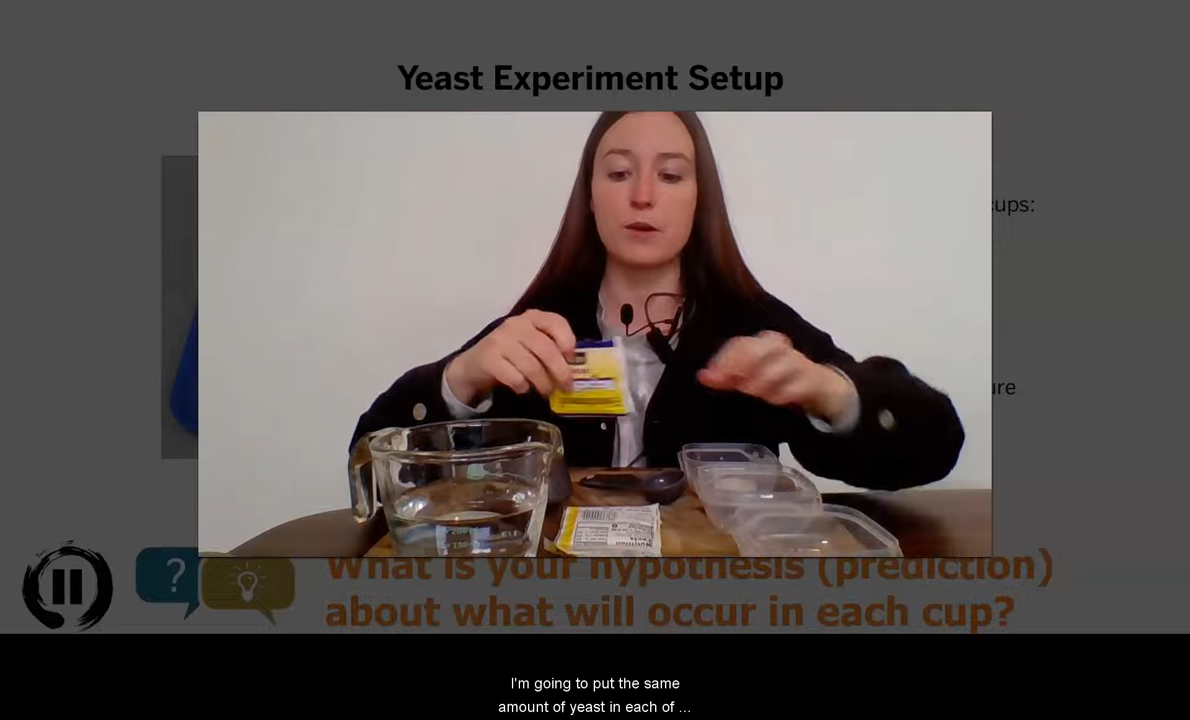 Yeast Experiment Setup
cups:
ure
?
What is your hypothesis (prediction)
about what will occur in each cup?
I'm going to put the same
amount of yeast in each of ...